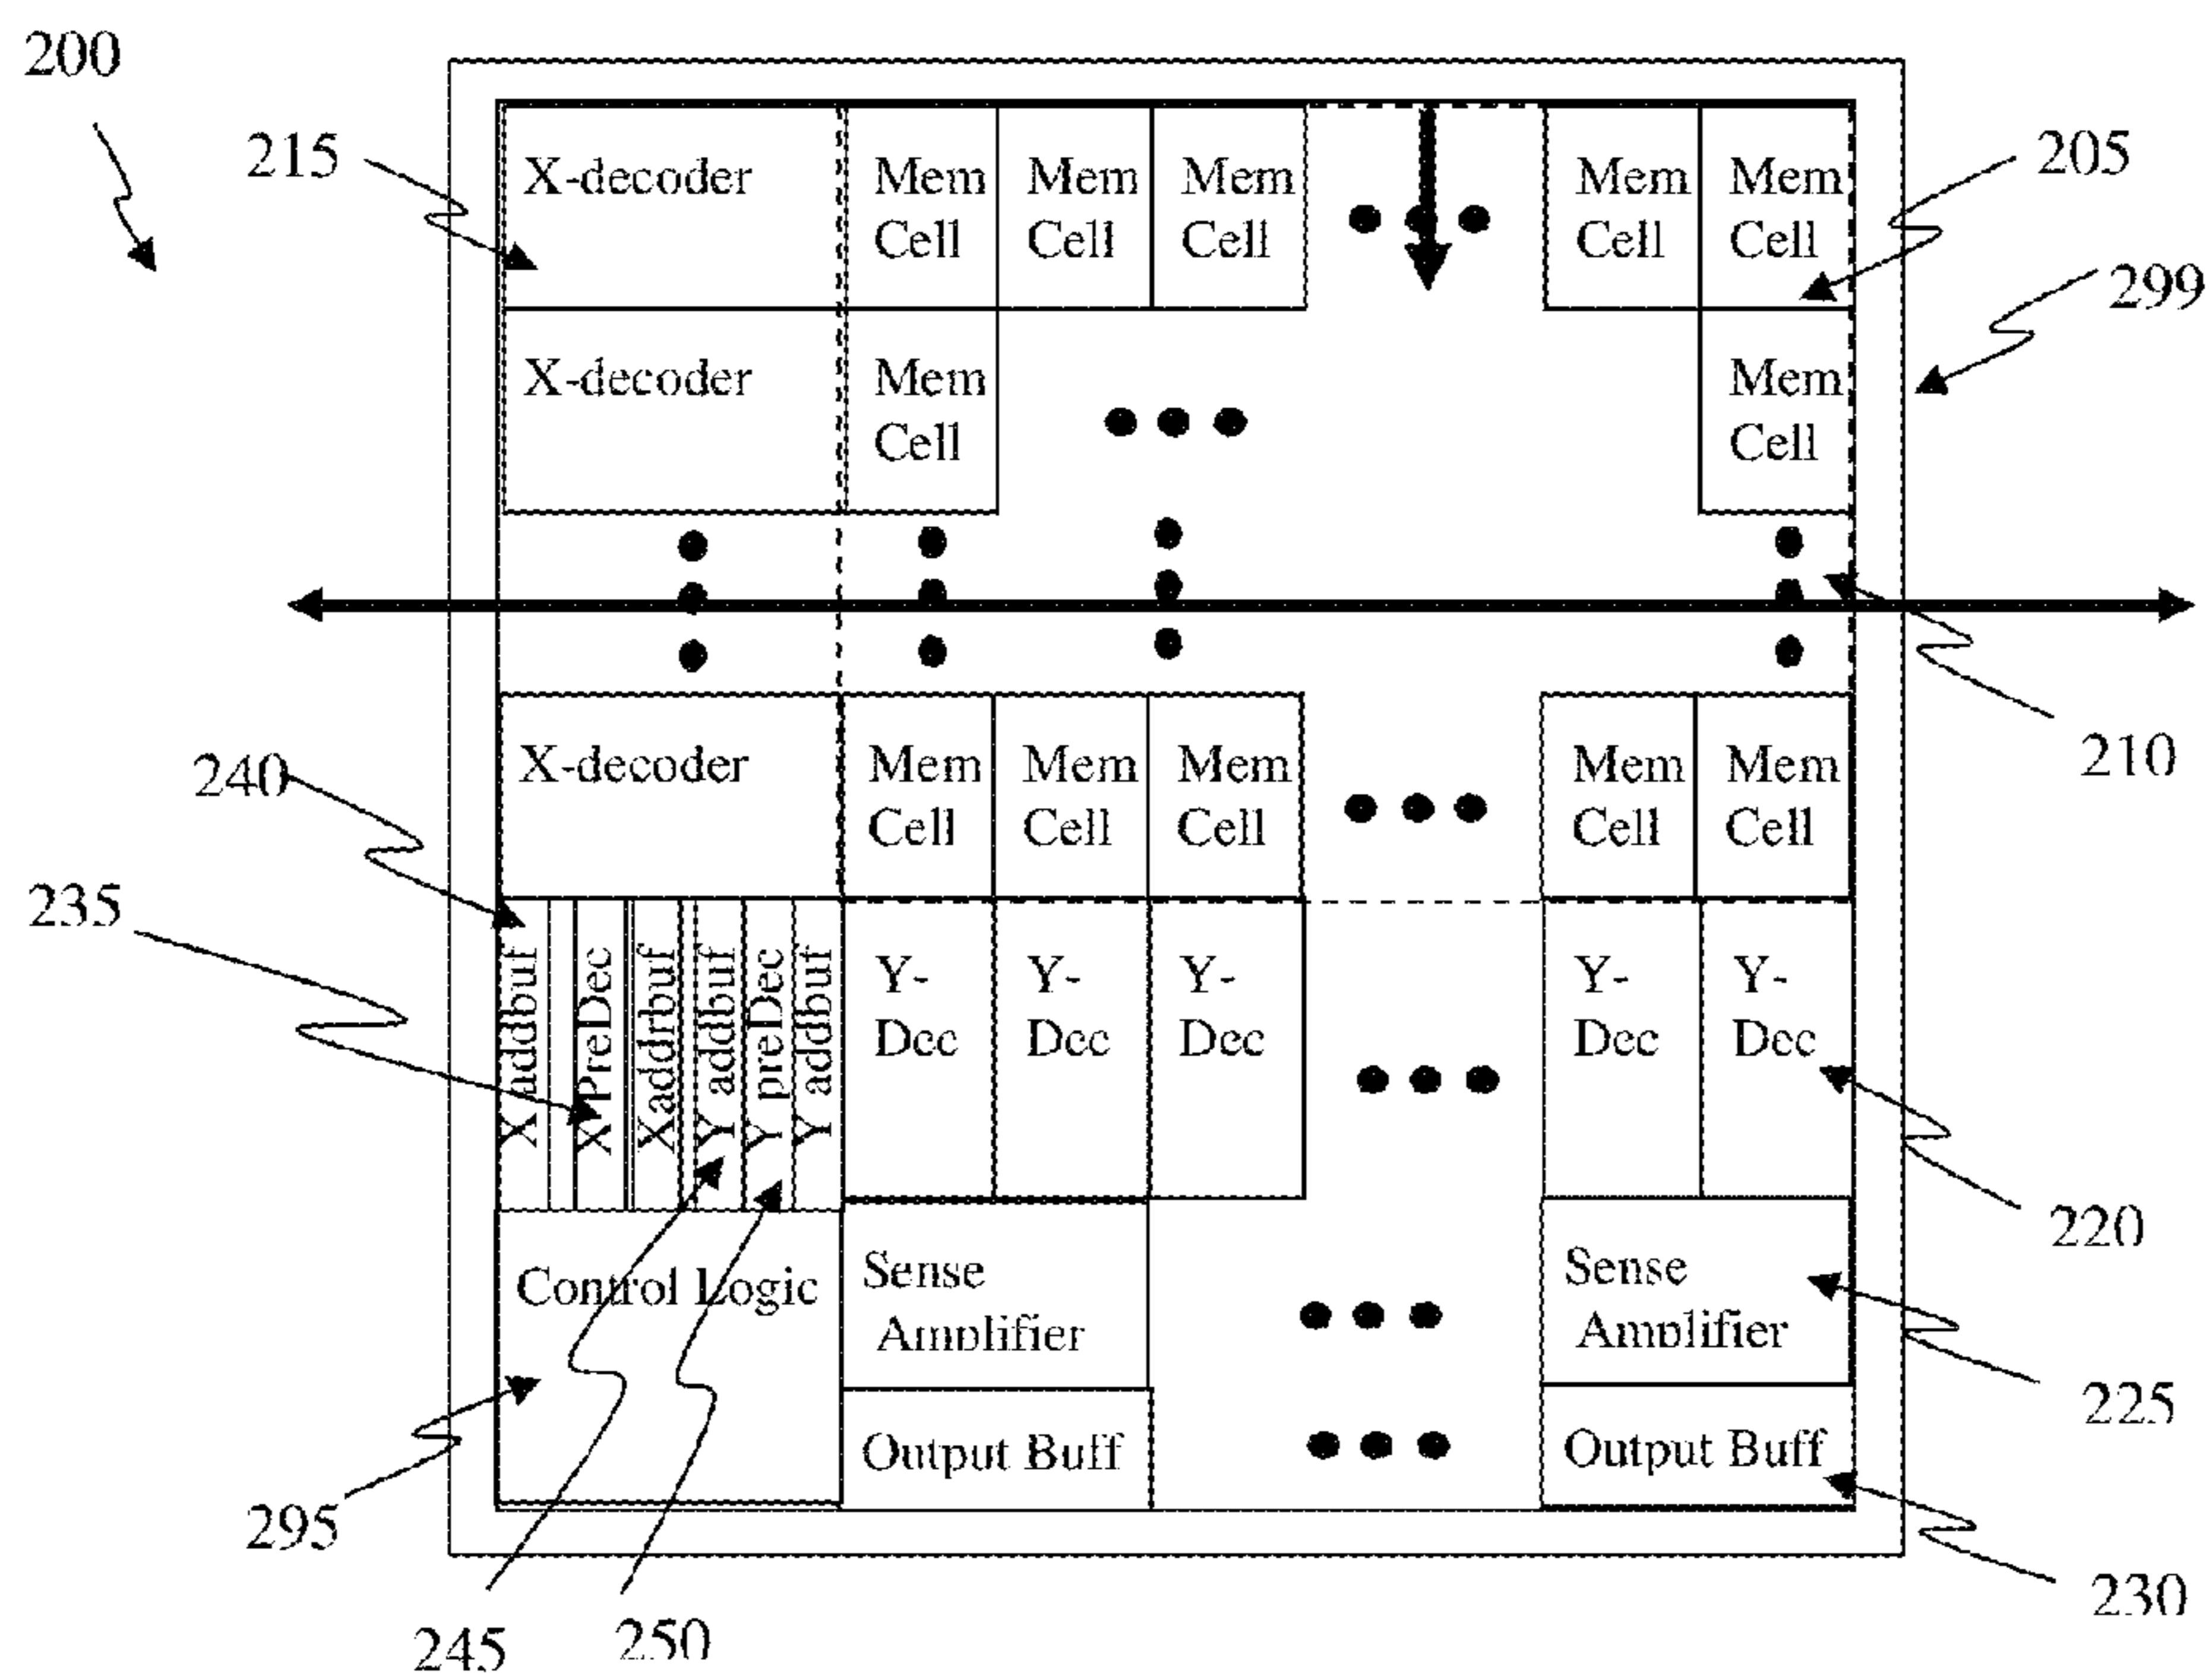 200
215
X-decoder
Mem Cell
Mem Cell
Mem Cell
Mem Cell
Mem Cell
205
299
X-decoder
Mem Cell
Mem Cell
210
240
X-decoder
Mem Cell
Mem Cell
Mem Cell
Mem Cell
Mem Cell
235
X addbuf
XPreDec
Xaddrbuf
Y addbuf
Y preDec
Y addbuf
Y-
Dec
Y-
Dec
Y-
Dec
Y-
Dec
Y-
Dec
220
Control Logic
Sense
Amplifier
Sense
Amplifier
225
Output Buff
Output Buff
295
245
250
230